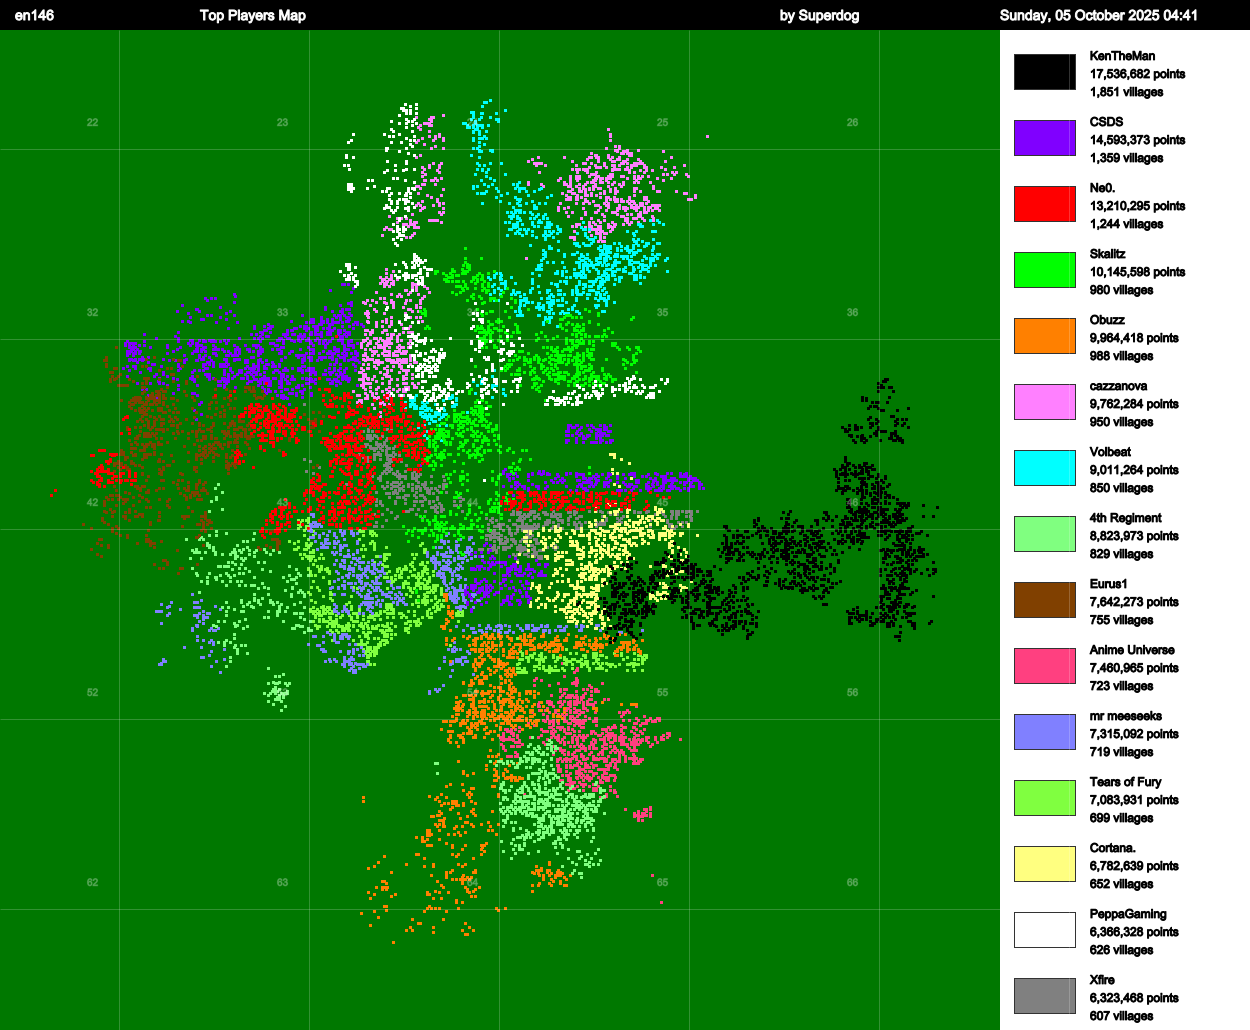 en146
Top Players Map
by Superdog
Sunday, 05 October 2025 04:41
22
23
25
26
32
33
35
36
42
43
44
45
52
55
56
62
63
64
65
66
KenTheMan
17,536,682 points
1,851 villages
CSDS
14,593,373 points
1,359 villages
Ne0.
13,210,295 points
1,244 villages
Skalitz
10,145,598 points
980 villages
Obuzz
9,964,418 points
988 villages
cazzanova
9,762,284 points
950 villages
Volbeat
9,011,264 points
850 villages
4th Regiment
8,823,973 points
829 villages
Eurus1
7,642,273 points
755 villages
Anime Universe
7,460,965 points
723 villages
mr meeseeks
7,315,092 points
719 villages
Tears of Fury
7,083,931 points
699 villages
Cortana.
6,782,639 points
652 villages
PeppaGaming
6,366,328 points
626 villages
Xfire
6,323,468 points
607 villages